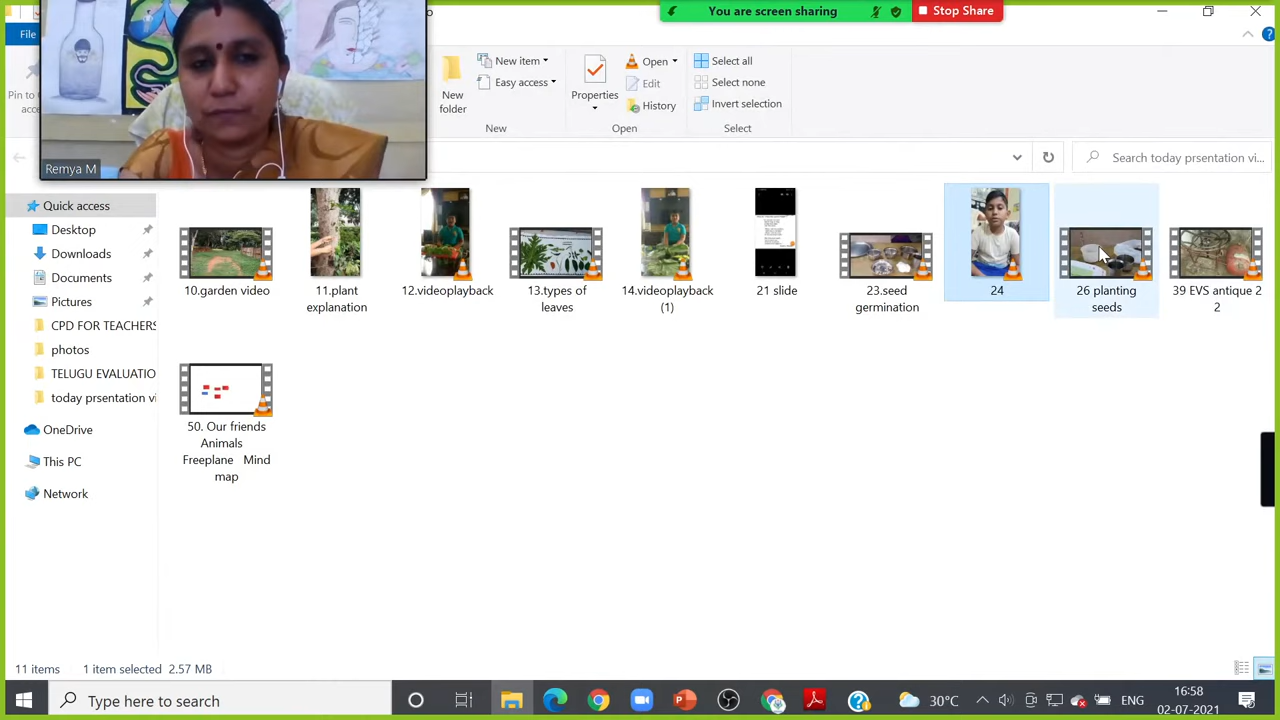 You are screen sharing
Stop Share
File
Remya M
New folder
New item
Easy access
New
Properties
Open
Edit
History
Open
Select all
Select none
Invert selection
Select
Search today prsentation vi...
Quick access
Desktop
Downloads
Documents
Pictures
CPD FOR TEACHERS
photos
TELUGU EVALUATIO
today prsentation vi
OneDrive
This PC
Network
10.garden video
11.plant
explanation
12.videoplayback
13.types of
leaves
14.videoplayback
(1)
21 slide
23.seed
germination
24
26 planting
seeds
39 EVS antique 2
2
50. Our friends
Animals
Freeplane Mind
map
11 items
1 item selected 2.57 MB
Type here to search
30°C
ENG
16:58
02-07-2021